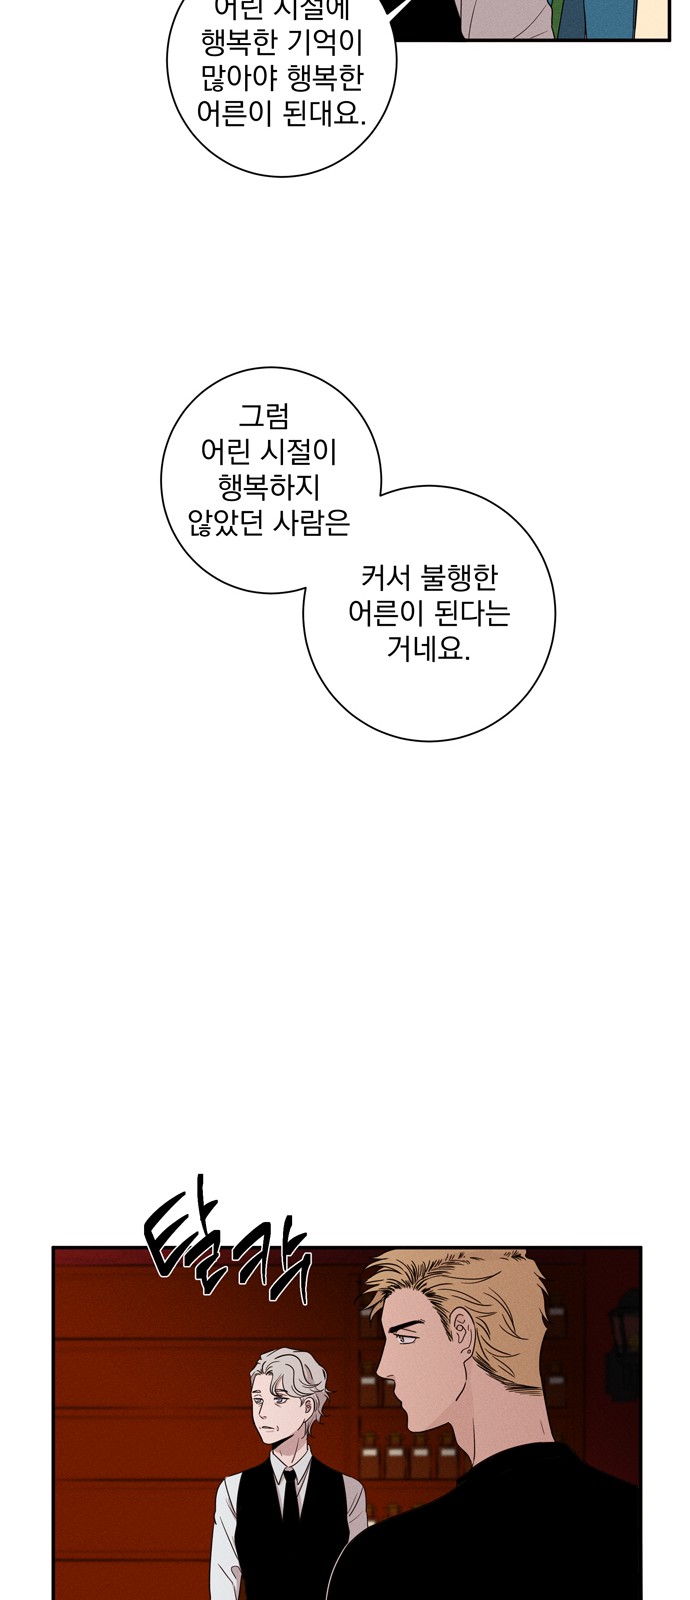 어린 시절에
행복한 기억이
많아야 행복한
어른이 된대요.
그럼
어린 시절이
행복하지
않았던 사람은
커서 불행한
어른이 된다는
거네요.
탈칵